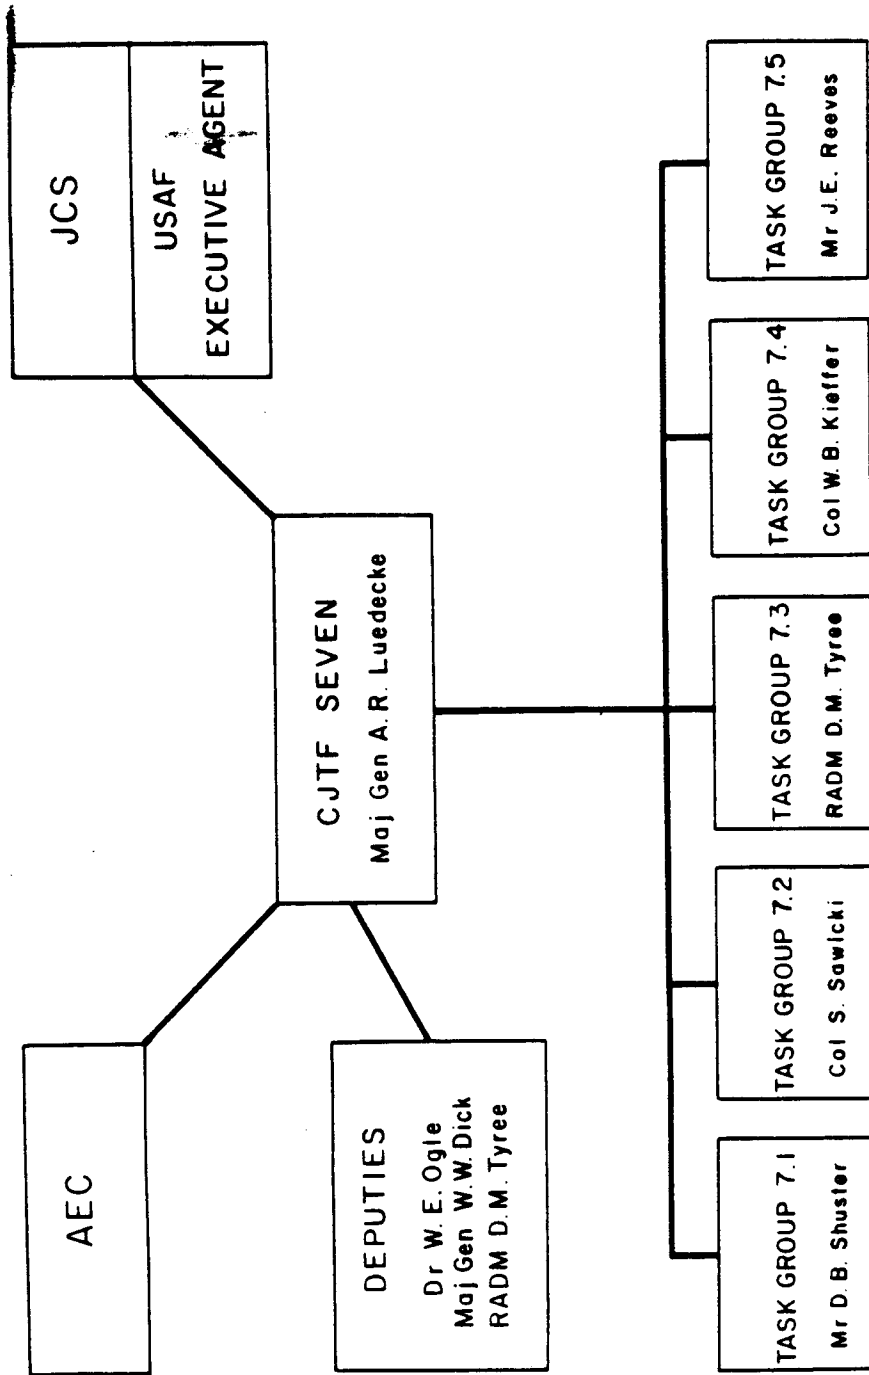 AEC
JCS
USAF
EXECUTIVE AGENT
CJTF SEVEN
Maj Gen A.R. Luedecke
DEPUTIES
Dr W.E. Ogle
Maj Gen W.W. Dick
RADM D.M. Tyree
TASK GROUP 7.1
Mr D.B. Shuster
TASK GROUP 7.2
Col S. Sawicki
TASK GROUP 7.3
RADM D.M. Tyree
TASK GROUP 7.4
Col W.B. Kieffer
TASK GROUP 7.5
Mr J.E. Reeves